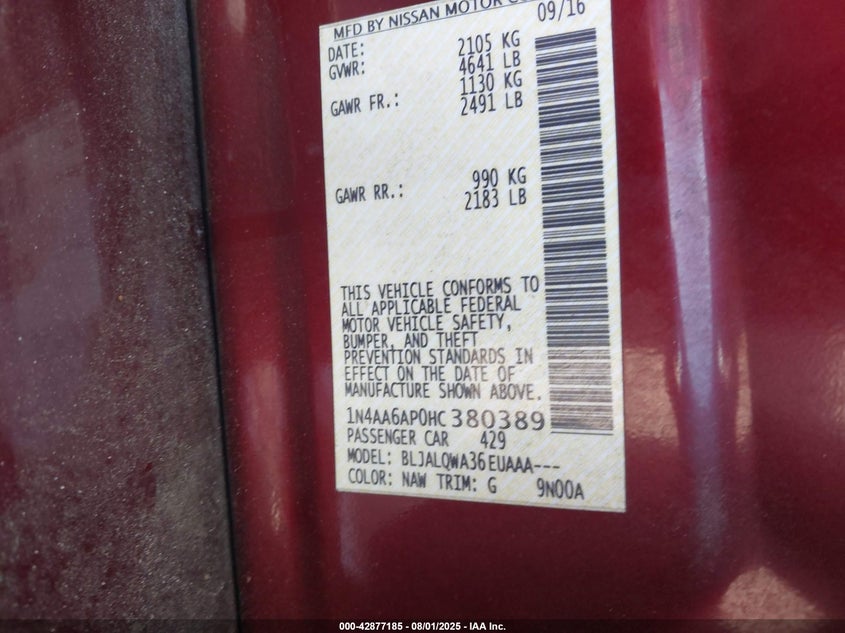 MFD BY NISSAN MOTOR CO
DATE: 09/16
GVWR: 2105 KG
4641 LB
GAWR FR.: 1130 KG
2491 LB
GAWR RR.: 990 KG
2183 LB
THIS VEHICLE CONFORMS TO
ALL APPLICABLE FEDERAL
MOTOR VEHICLE SAFETY,
BUMPER, AND THEFT
PREVENTION STANDARDS IN
EFFECT ON THE DATE OF
MANUFACTURE SHOWN ABOVE.
1N4AA6AP0HC380389
PASSENGER CAR 429
MODEL: BLJALQWA36EUAAA---
COLOR: NAW TRIM: G 9N00A
000-42877185 - 08/01/2025 - IAA Inc.